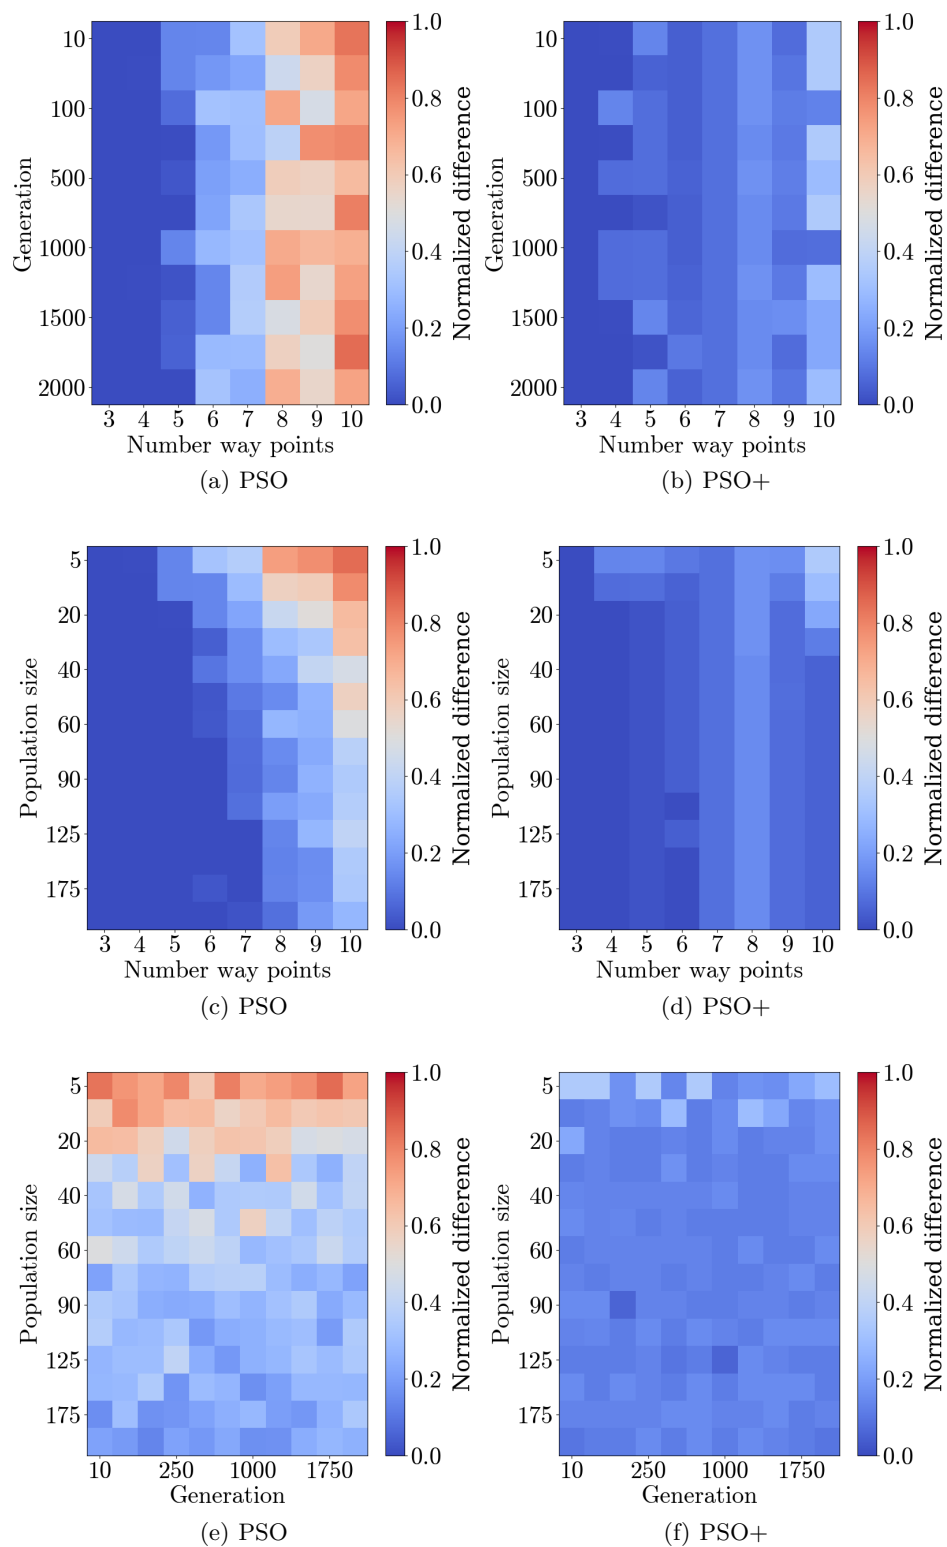 10
100
500
1000
1500
2000
Generation
3 4 5 6 7 8 9 10
Number way points
1.0
0.8
0.6
0.4
0.2
0.0
Normalized difference
(a) PSO
10
100
500
1000
1500
2000
Generation
3 4 5 6 7 8 9 10
Number way points
1.0
0.8
0.6
0.4
0.2
0.0
Normalized difference
(b) PSO+
5
20
40
60
90
125
175
Population size
3 4 5 6 7 8 9 10
Number way points
1.0
0.8
0.6
0.4
0.2
0.0
Normalized difference
(c) PSO
5
20
40
60
90
125
175
Population size
3 4 5 6 7 8 9 10
Number way points
1.0
0.8
0.6
0.4
0.2
0.0
Normalized difference
(d) PSO+
5
20
40
60
90
125
175
Population size
10 250 1000 1750
Generation
1.0
0.8
0.6
0.4
0.2
0.0
Normalized difference
(e) PSO
5
20
40
60
90
125
175
Population size
10 250 1000 1750
Generation
1.0
0.8
0.6
0.4
0.2
0.0
Normalized difference
(f) PSO+